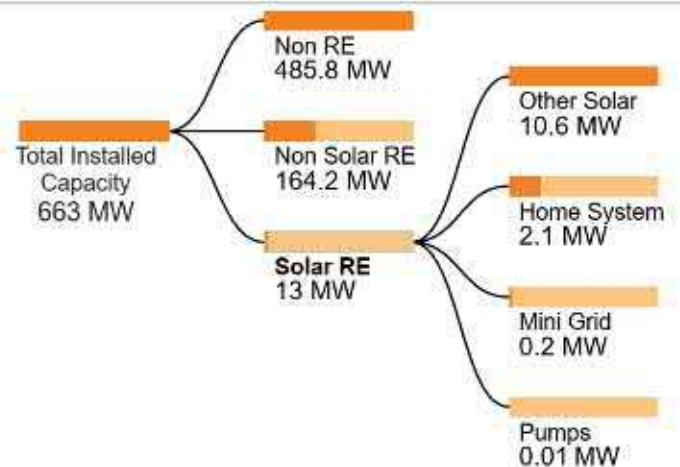 Total Installed
Capacity
663 MW
Non RE
485.8 MW
Non Solar RE
164.2 MW
Solar RE
13 MW
Other Solar
10.6 MW
Home System
2.1 MW
Mini Grid
0.2 MW
Pumps
0.01 MW